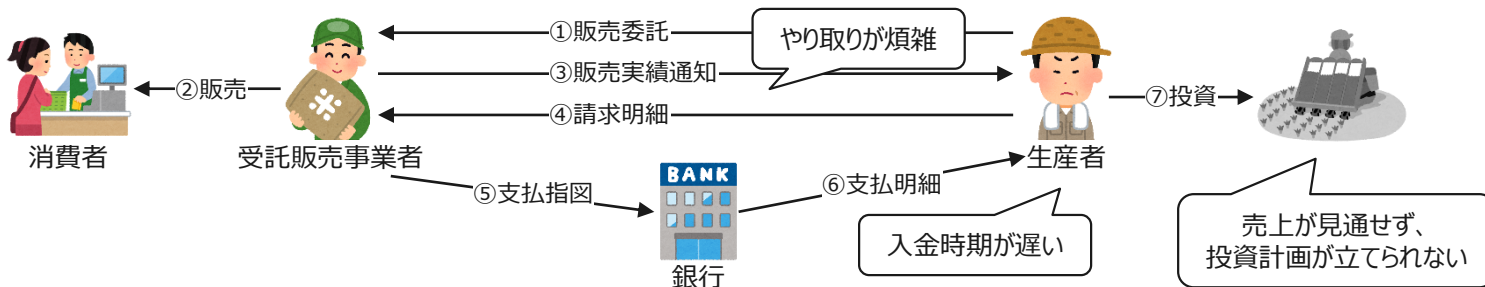 ①販売委託
やり取りが煩雑
②販売
③販売実績通知
④請求明細
⑦投資
消費者
受託販売事業者
生産者
米
BANK
⑤支払指図
⑥支払明細
入金時期が遅い
売上が見通せず、
投資計画が立てられない
銀行